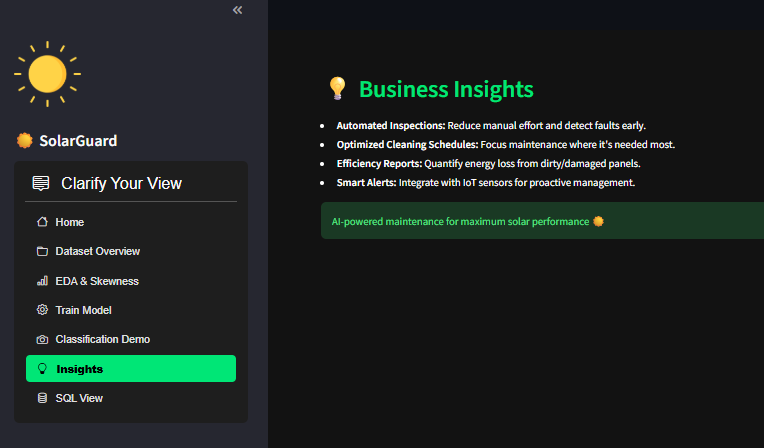 SolarGuard
Clarify Your View
Home
Dataset Overview
EDA & Skewness
Train Model
Classification Demo
Insights
SQL View
Business Insights
Automated Inspections: Reduce manual effort and detect faults early.
Optimized Cleaning Schedules: Focus maintenance where it's needed most.
Efficiency Reports: Quantify energy loss from dirty/damaged panels.
Smart Alerts: Integrate with IoT sensors for proactive management.
AI-powered maintenance for maximum solar performance